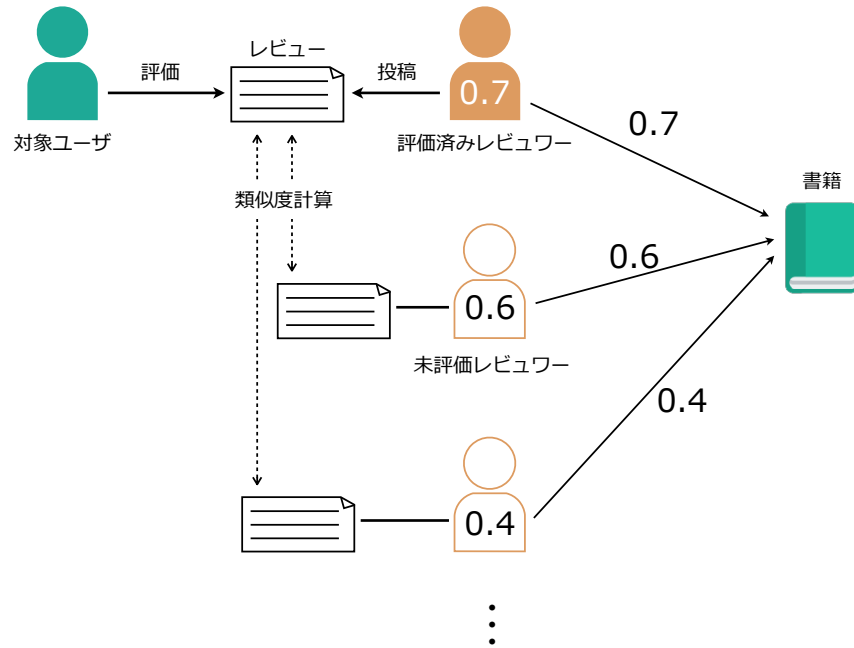 レビュー
評価
投稿
0.7
対象ユーザ
評価済みレビュワー
0.7
書籍
類似度計算
0.6
0.6
未評価レビュワー
0.4
0.4